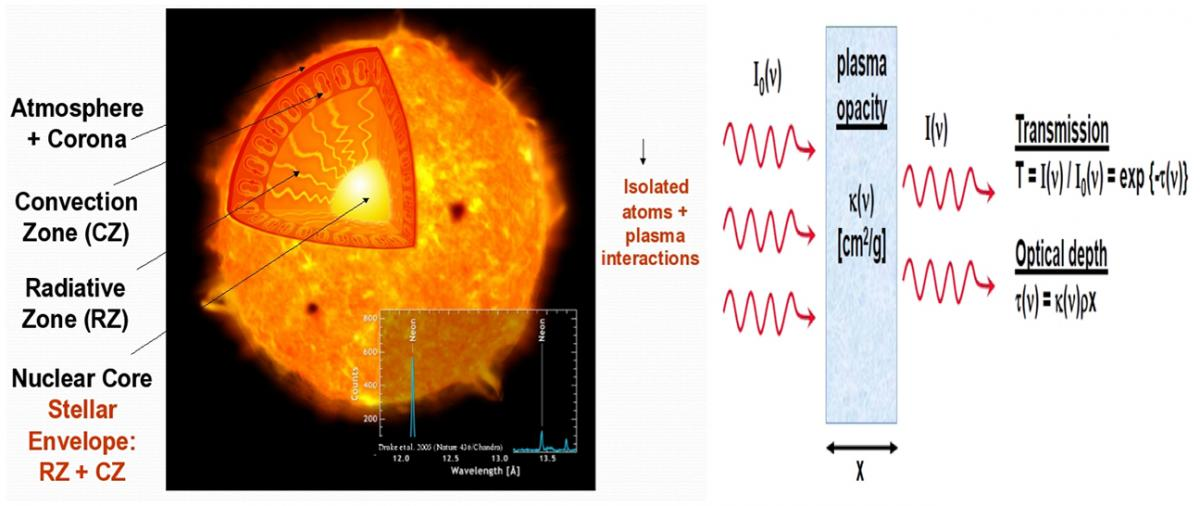 Atmosphere
+ Corona
Convection
Zone (CZ)
Radiative
Zone (RZ)
Nuclear Core
Stellar
Envelope:
RZ + CZ
800
600
400
200
Counts
Neon
Neon
Drake et al. 2005 (Nature 436/Chandra)
12.0 12.5 13.0 13.5
Wavelength [Å]
Isolated
atoms +
plasma
interactions
I₀(ν)
plasma
opacity
κ(ν)
[cm²/g]
I(ν)
Transmission
T = I(ν) / I₀(ν) = exp {-τ(ν)}
Optical depth
τ(ν) = κ(ν)ρx
X